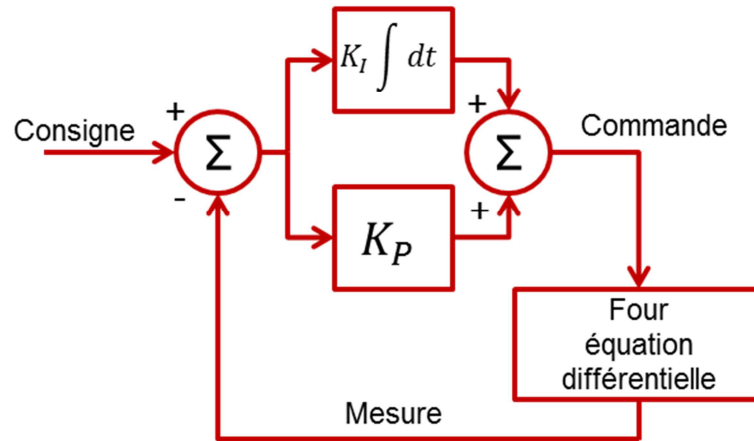 K_I ∫ dt
+
Consigne
Σ
-
+
Σ
+
Commande
K_P
Four
équation
différentielle
Mesure